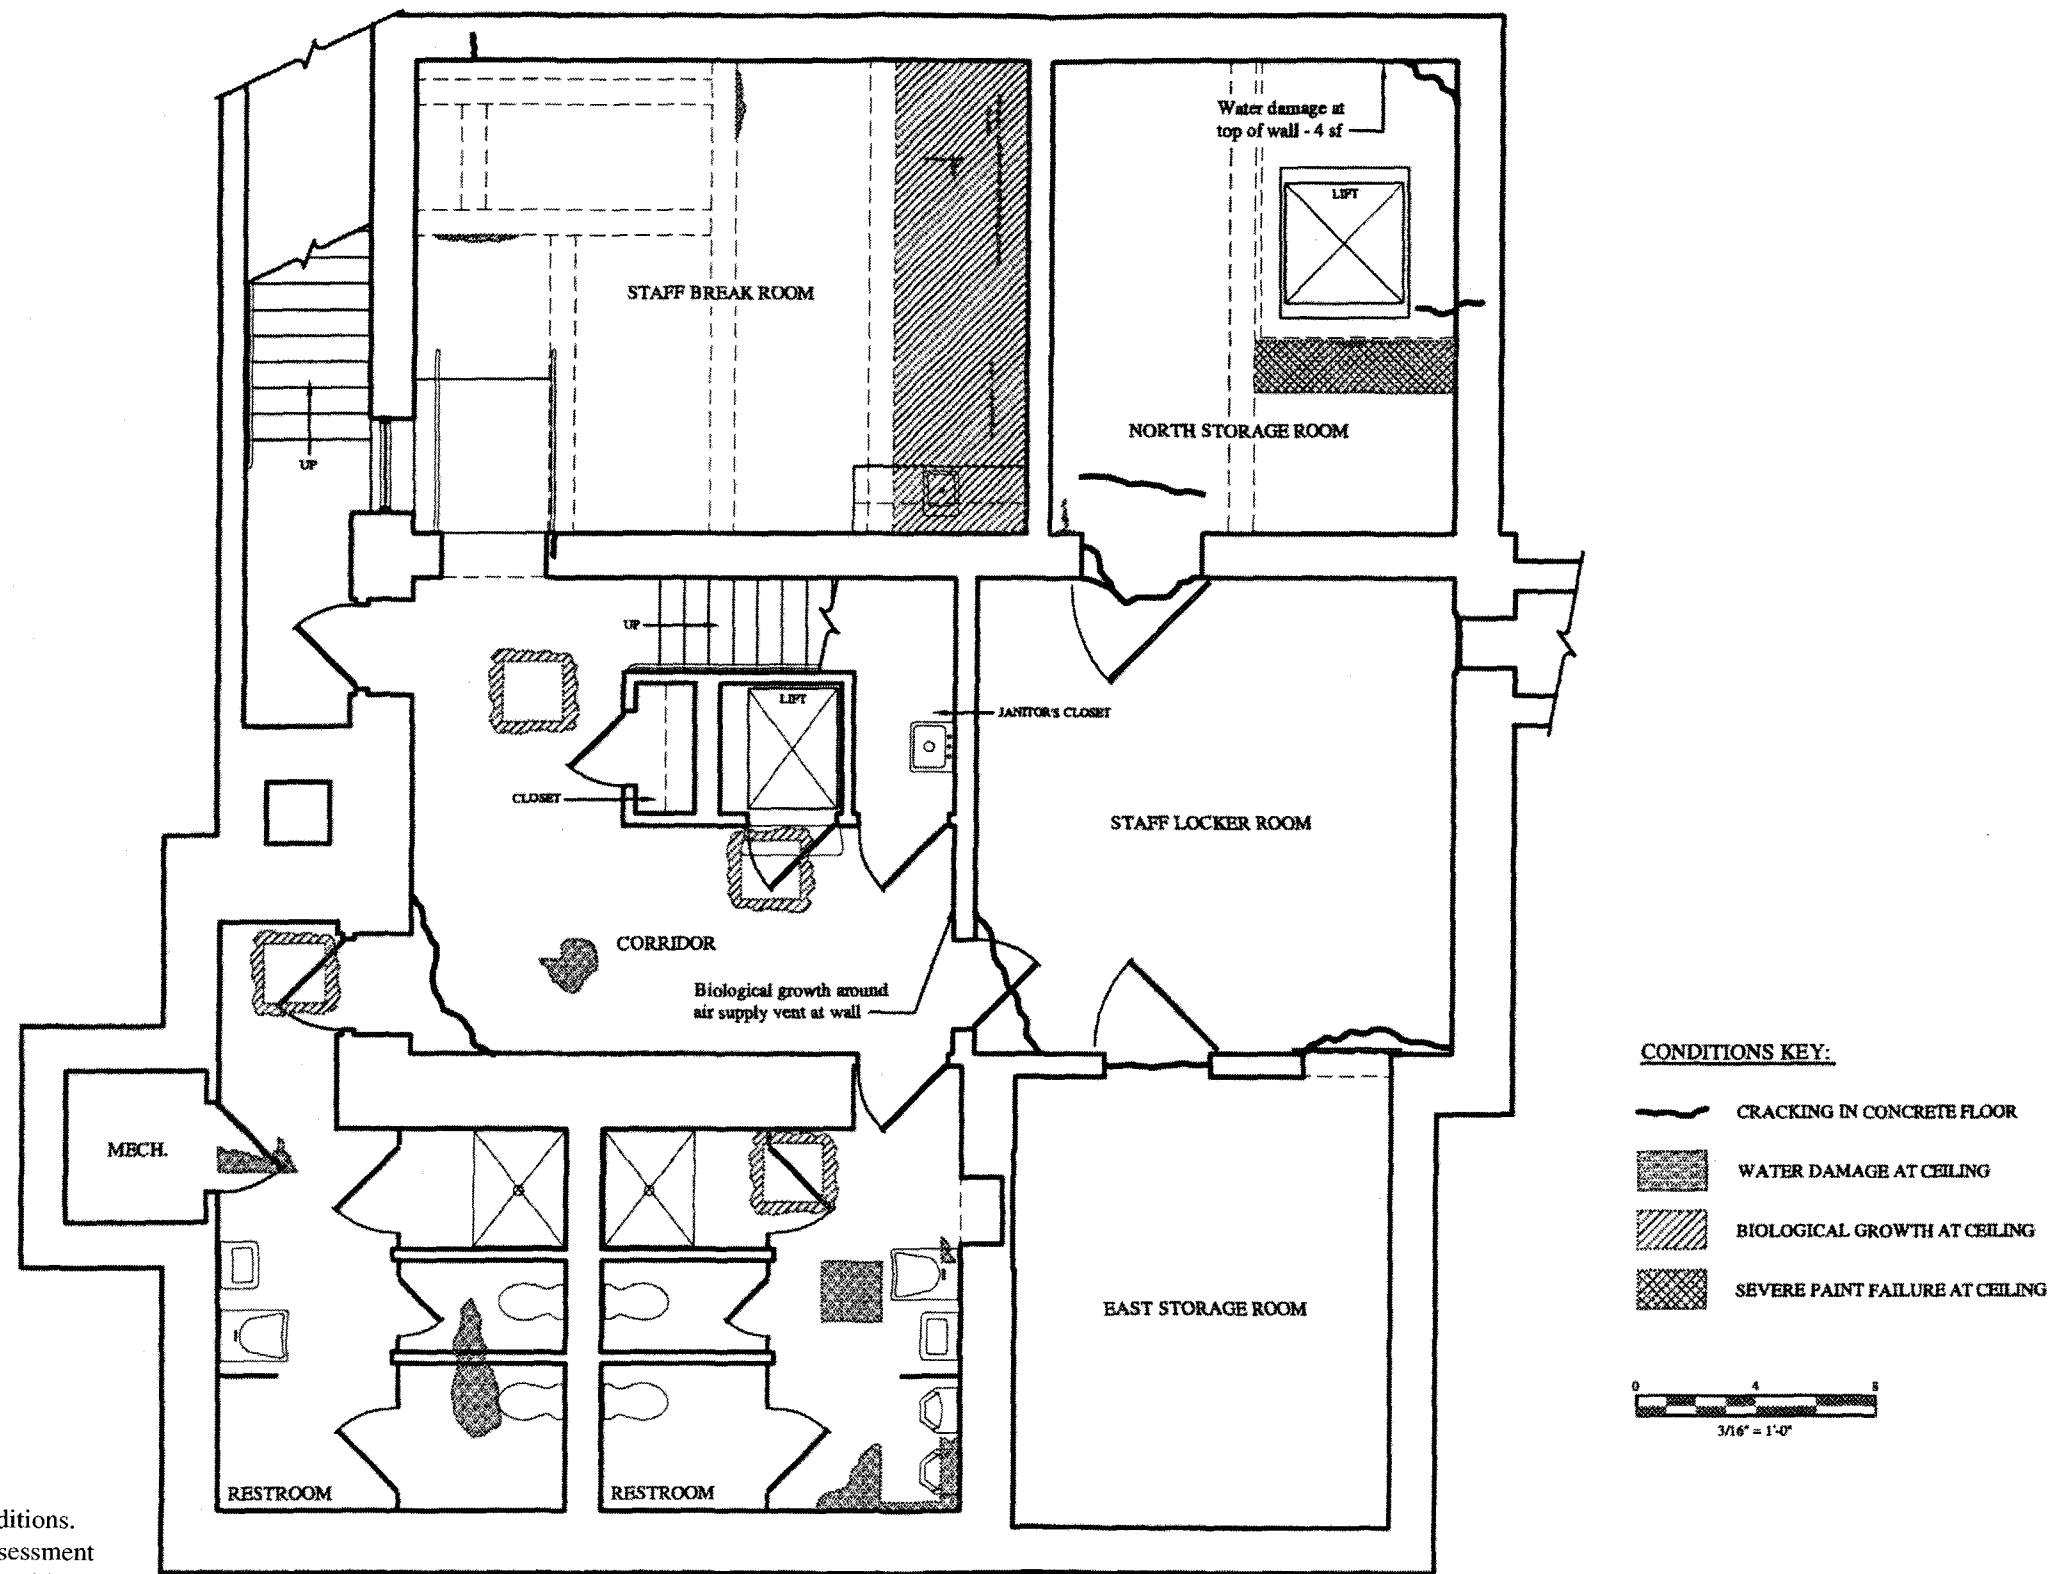 Water damage at
top of wall - 4 sf
LIFT
STAFF BREAK ROOM
NORTH STORAGE ROOM
UP
UP
LIFT
JANITOR'S CLOSET
CLOSET
STAFF LOCKER ROOM
CORRIDOR
Biological growth around
air supply vent at wall
MECH.
EAST STORAGE ROOM
RESTROOM
RESTROOM
CONDITIONS KEY:
CRACKING IN CONCRETE FLOOR
WATER DAMAGE AT CEILING
BIOLOGICAL GROWTH AT CEILING
SEVERE PAINT FAILURE AT CEILING
0 4 8
3/16" = 1'-0"
ditions.
sessment